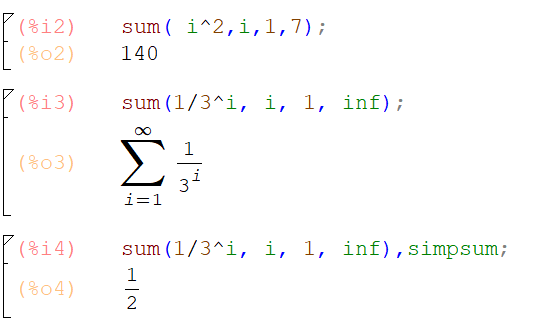 (%i2) sum( i^2,i,1,7);
(%o2) 140
(%i3) sum(1/3^i, i, 1, inf);
∞
(%o3) ∑ 1/3^i
i=1
(%i4) sum(1/3^i, i, 1, inf),simpsum;
(%o4) 1/2